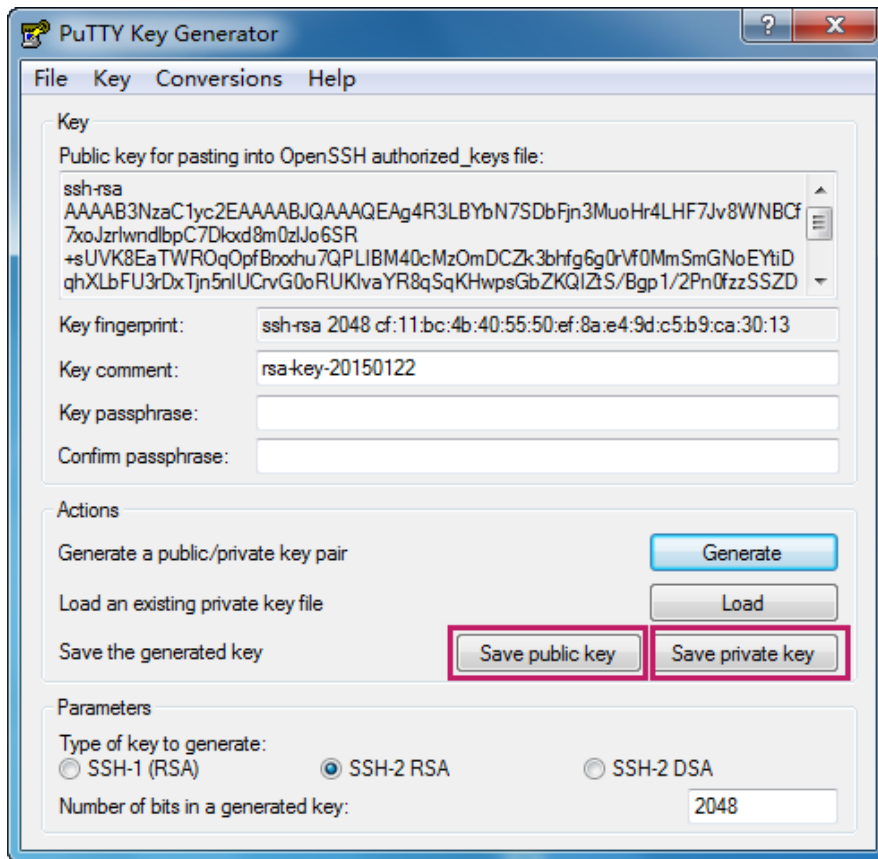 PuTTY Key Generator
File Key Conversions Help
Key
Public key for pasting into OpenSSH authorized_keys file:
ssh-rsa
AAAAB3NzaC1yc2EAAAABJQAAAQEAg4R3LBYbN7SDbFjn3MuoHr4LHF7Jv8WNBCf
7xoJzrlwndlbpC7Dkxd8m0zlJo6SR
+sUVK8EaTWROqOpfBrxxhu7QPLIBM40cMzOmDCZk3bhfg6g0rVf0MmSmGNoEYtiD
qhXLbFU3rDxTjn5nIUCrvG0oRUKIvaYR8qSqKHwpsGbZKQIZtS/Bgp1/2Pn0fzzSSZD
Key fingerprint: ssh-rsa 2048 cf:11:bc:4b:40:55:50:ef:8a:e4:9d:c5:b9:ca:30:13
Key comment: rsa-key-20150122
Key passphrase:
Confirm passphrase:
Actions
Generate a public/private key pair Generate
Load an existing private key file Load
Save the generated key Save public key Save private key
Parameters
Type of key to generate:
SSH-1 (RSA) SSH-2 RSA SSH-2 DSA
Number of bits in a generated key: 2048